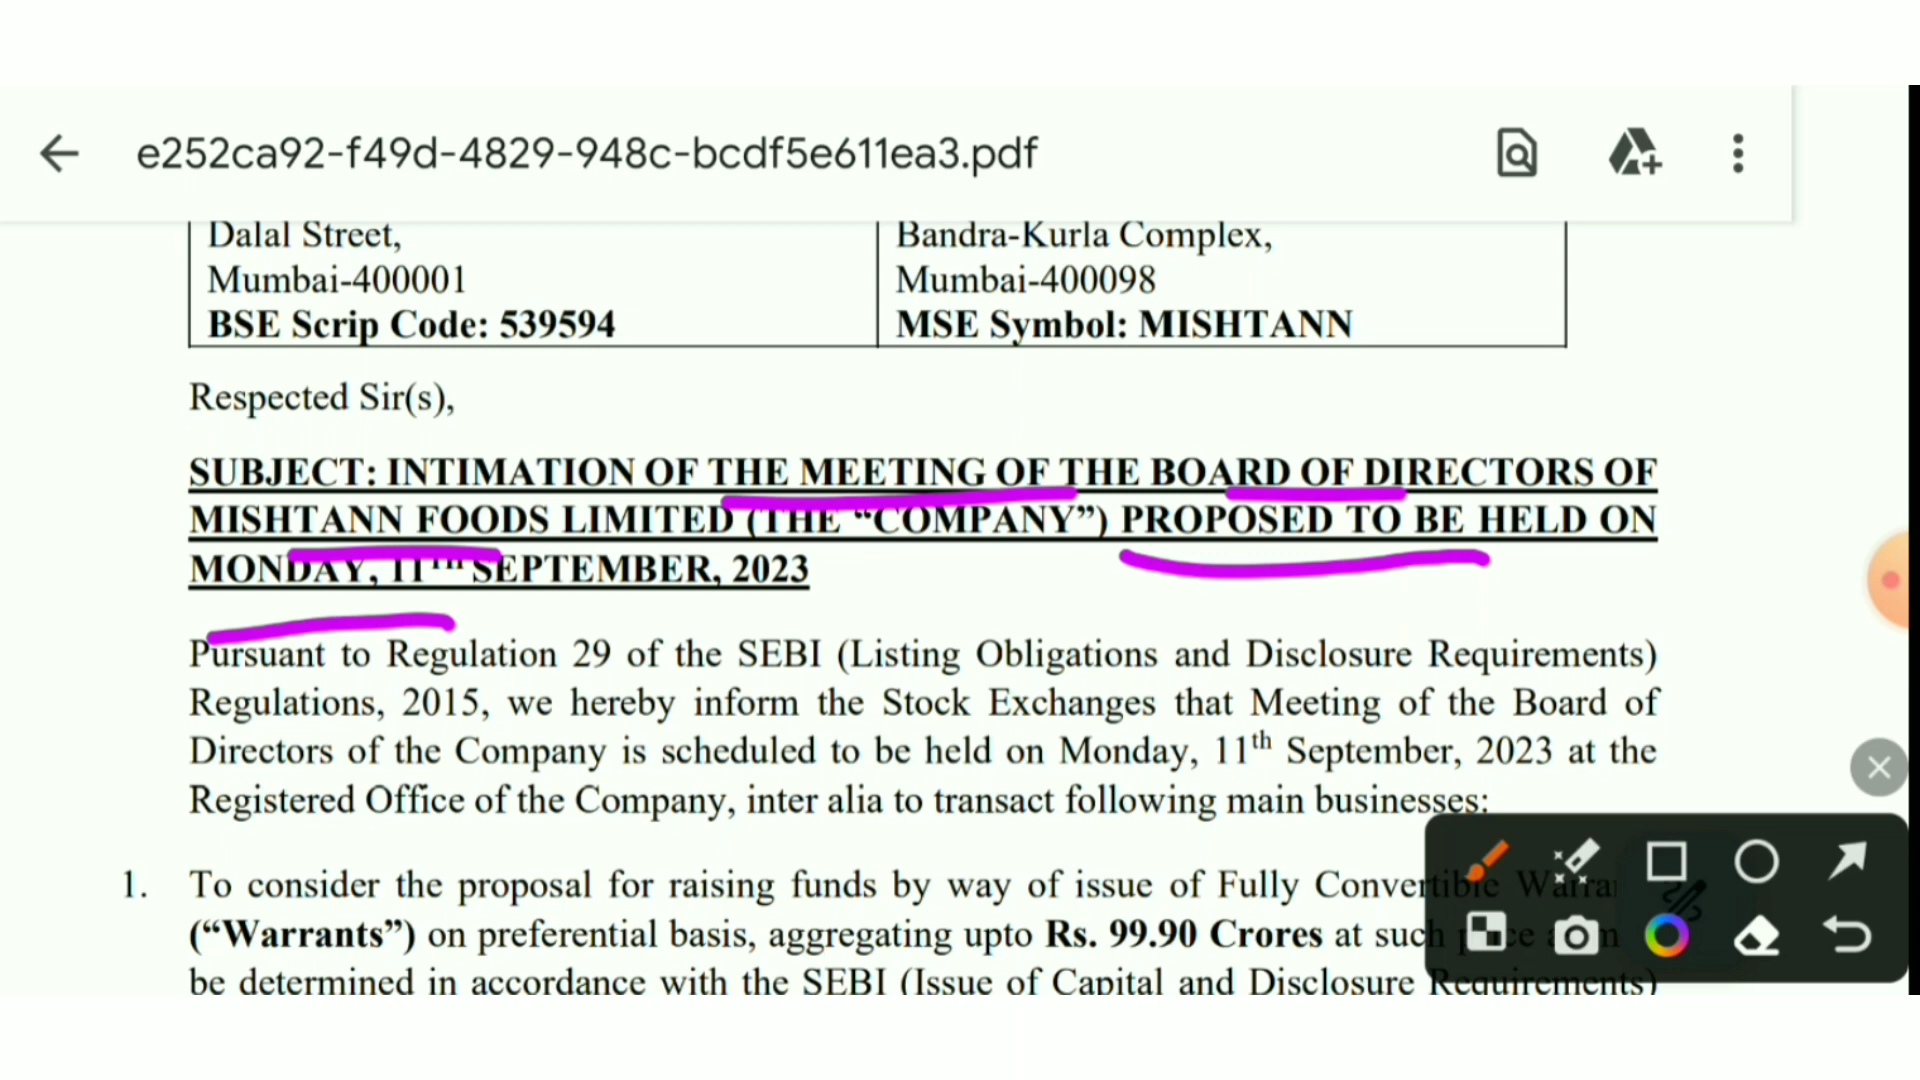 e252ca92-f49d-4829-948c-bcdf5e611ea3.pdf
Dalal Street,
Mumbai-400001
BSE Scrip Code: 539594
Bandra-Kurla Complex,
Mumbai-400098
MSE Symbol: MISHTANN
Respected Sir(s),
SUBJECT: INTIMATION OF THE MEETING OF THE BOARD OF DIRECTORS OF
MISHTANN FOODS LIMITED (THE “COMPANY”) PROPOSED TO BE HELD ON
MONDAY, 11TH SEPTEMBER, 2023
Pursuant to Regulation 29 of the SEBI (Listing Obligations and Disclosure Requirements)
Regulations, 2015, we hereby inform the Stock Exchanges that Meeting of the Board of
Directors of the Company is scheduled to be held on Monday, 11th September, 2023 at the
Registered Office of the Company, inter alia to transact following main businesses:
1. To consider the proposal for raising funds by way of issue of Fully Convertible
(“Warrants”) on preferential basis, aggregating upto Rs. 99.90 Crores at such
be determined in accordance with the SEBI (Issue of Capital and Disclosure Requirements)